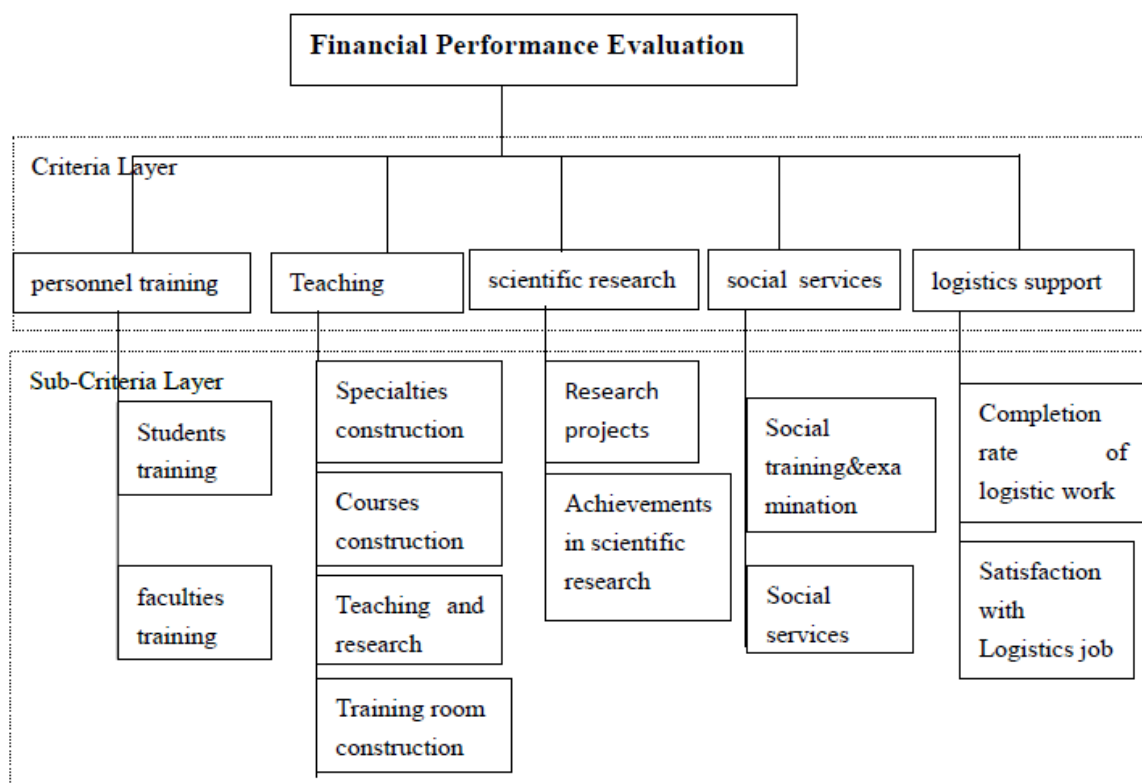 Financial Performance Evaluation
Criteria Layer
personnel training
Teaching
scientific research
social services
logistics support
Sub-Criteria Layer
Students
training
faculties
training
Specialties
construction
Courses
construction
Teaching and
research
Training room
construction
Research
projects
Achievements
in scientific
research
Social
training&exa
mination
Social
services
Completion
rate of
logistic work
Satisfaction
with
Logistics job